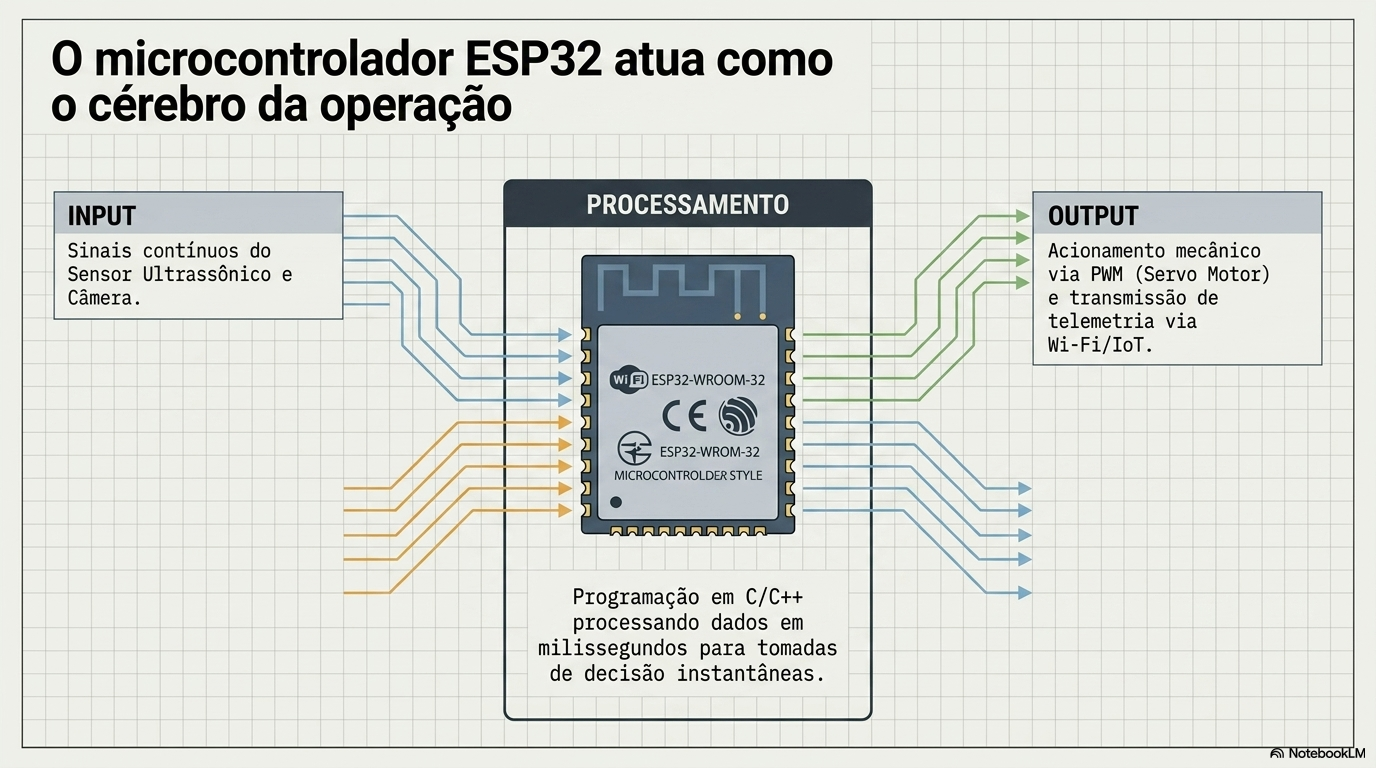 O microcontrolador ESP32 atua como
o cérebro da operação
INPUT
Sinais contínuos do
Sensor Ultrassônico e
Câmera.
PROCESSAMENTO
WiFi ESP32-WROOM-32
CE
ESP32-WROM-32
MICROCONTROLDER STYLE
Programação em C/C++
processando dados em
milissegundos para tomadas
de decisão instantâneas.
OUTPUT
Acionamento mecânico
via PWM (Servo Motor)
e transmissão de
telemetria via
Wi-Fi/IoT.
NotebookLM